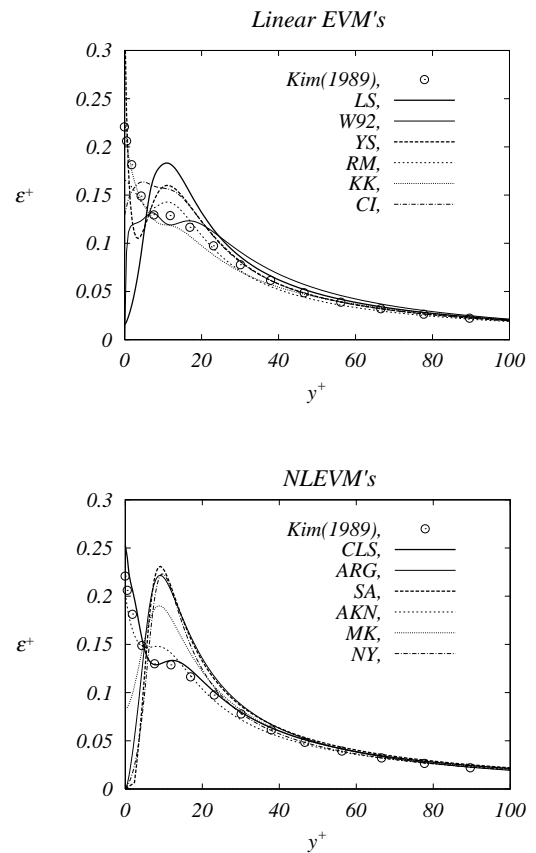 Linear EVM's
0.3
0.25
0.2
0.15
0.1
0.05
0
ε+
Kim(1989),
LS,
W92,
YS,
RM,
KK,
CI,
0 20 40 60 80 100
y+
NLEVM's
0.3
0.25
0.2
0.15
0.1
0.05
0
ε+
Kim(1989),
CLS,
ARG,
SA,
AKN,
MK,
NY,
0 20 40 60 80 100
y+